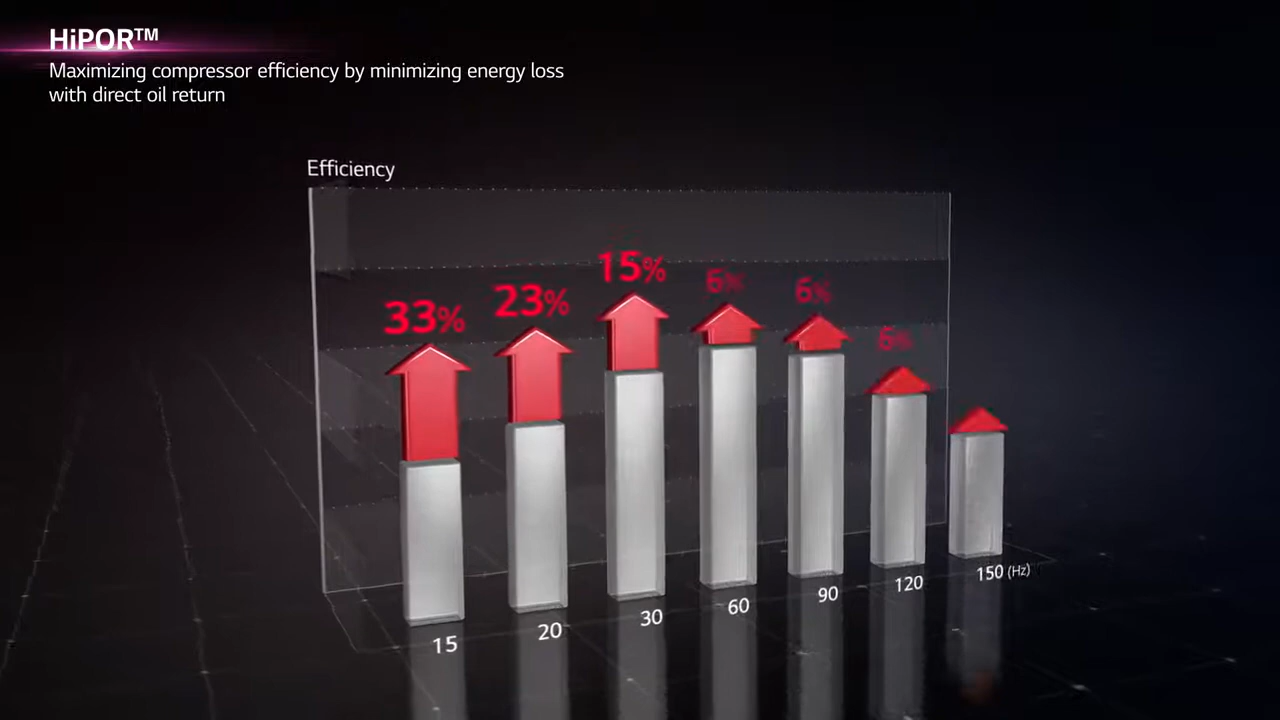 HiPOR™
Maximizing compressor efficiency by minimizing energy loss
with direct oil return
Efficiency
33% 23% 15% 6% 6% 6%
15 20 30 60 90 120 150 (Hz)